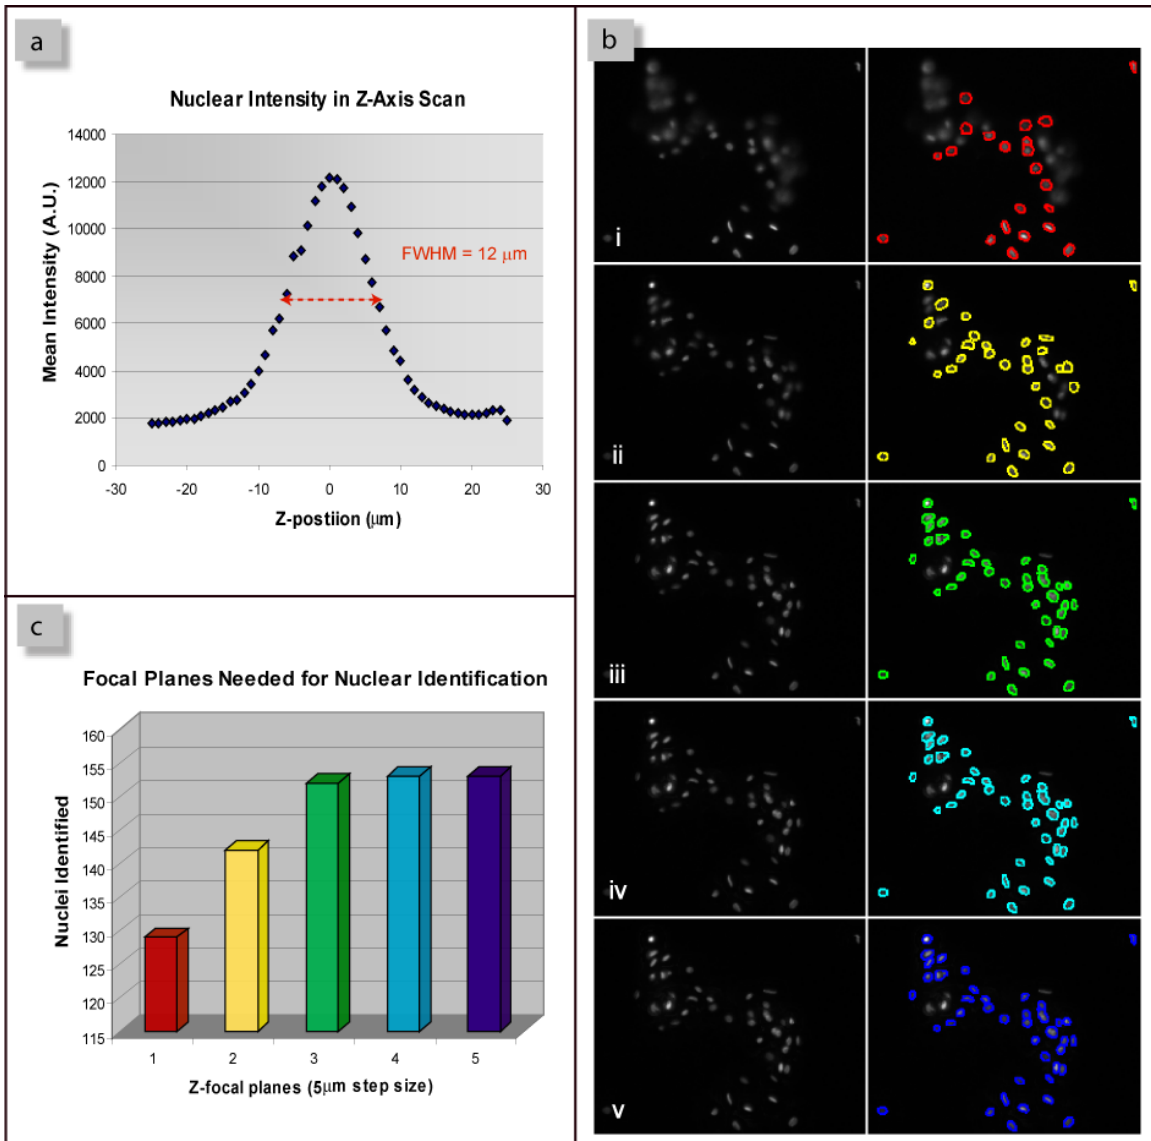 a
Nuclear Intensity in Z-Axis Scan
14000
12000
10000
8000
6000
4000
2000
0
Mean Intensity (A.U.)
FWHM = 12 μm
-30 -20 -10 0 10 20 30
Z-postiion (μm)
b
i
ii
iii
iv
v
c
Focal Planes Needed for Nuclear Identification
160
155
150
145
140
135
130
125
120
115
Nuclei Identified
1 2 3 4 5
Z-focal planes (5μm step size)